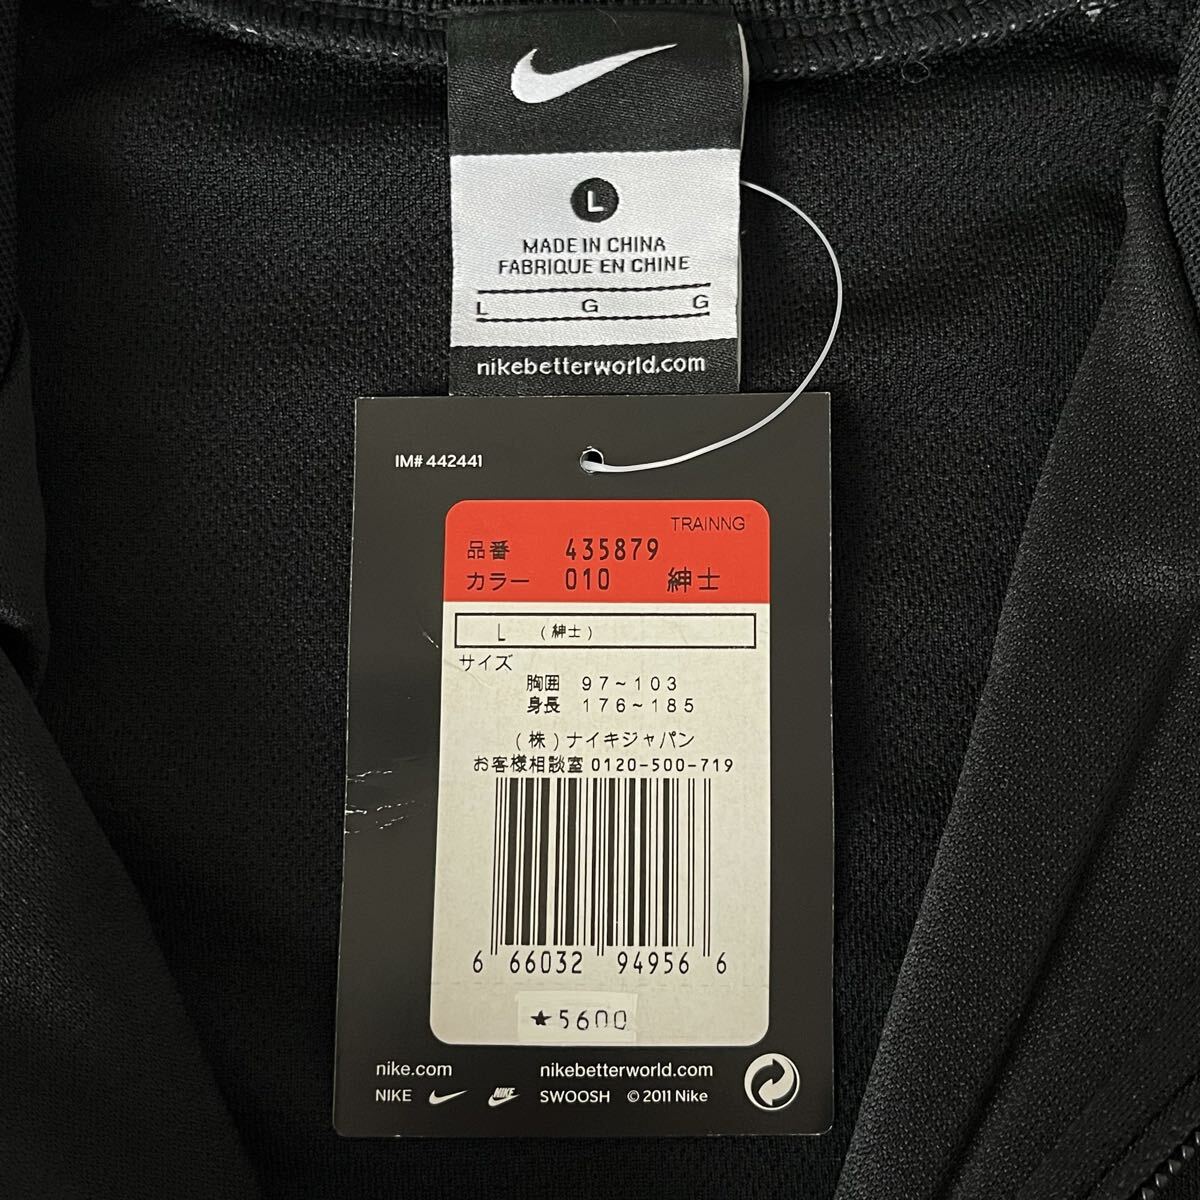 L
MADE IN CHINA
FABRIQUE EN CHINE
L G G
nikebetterworld.com
IM# 442441
TRAINNG
品番 435879
カラー 010 紳士
L (紳士)
サイズ
胸囲 97~103
身長 176~185
(株)ナイキジャパン
お客様相談室 0120-500-719
6 66032 94956 6
★5600
nike.com nikebetterworld.com
NIKE NIKE SWOOSH © 2011 Nike